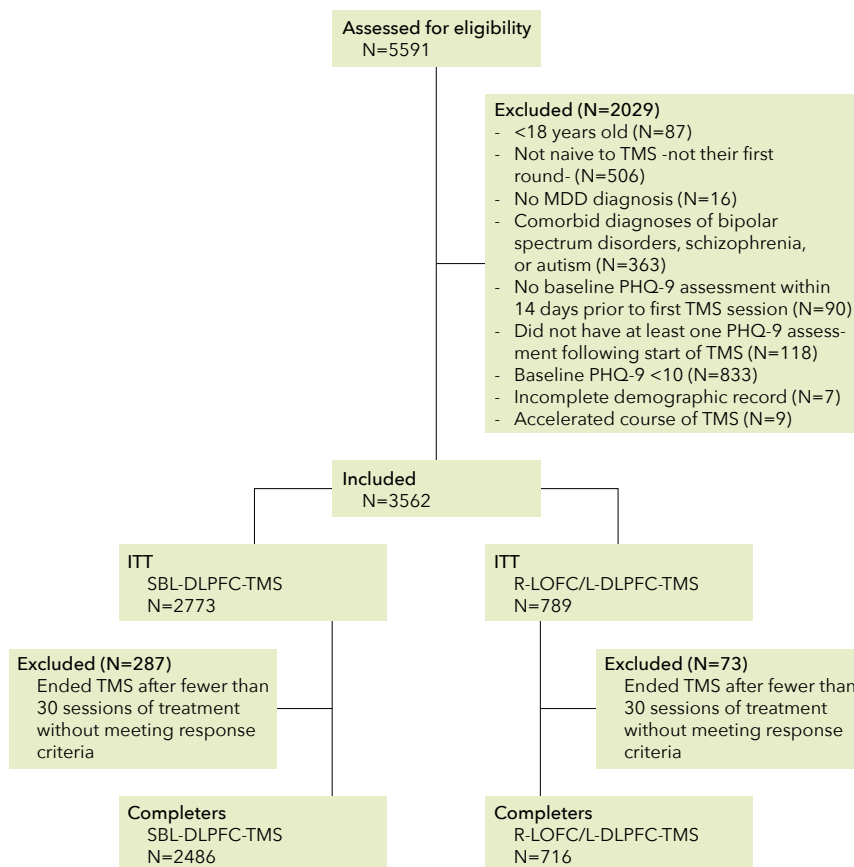 Assessed for eligibility
N=5591
Excluded (N=2029)
- <18 years old (N=87)
- Not naive to TMS -not their first
round- (N=506)
- No MDD diagnosis (N=16)
- Comorbid diagnoses of bipolar
spectrum disorders, schizophrenia,
or autism (N=363)
- No baseline PHQ-9 assessment within
14 days prior to first TMS session (N=90)
- Did not have at least one PHQ-9 assess-
ment following start of TMS (N=118)
- Baseline PHQ-9 <10 (N=833)
- Incomplete demographic record (N=7)
- Accelerated course of TMS (N=9)
Included
N=3562
ITT
SBL-DLPFC-TMS
N=2773
ITT
R-LOFC/L-DLPFC-TMS
N=789
Excluded (N=287)
Ended TMS after fewer than
30 sessions of treatment
without meeting response
criteria
Excluded (N=73)
Ended TMS after fewer than
30 sessions of treatment
without meeting response
criteria
Completers
SBL-DLPFC-TMS
N=2486
Completers
R-LOFC/L-DLPFC-TMS
N=716